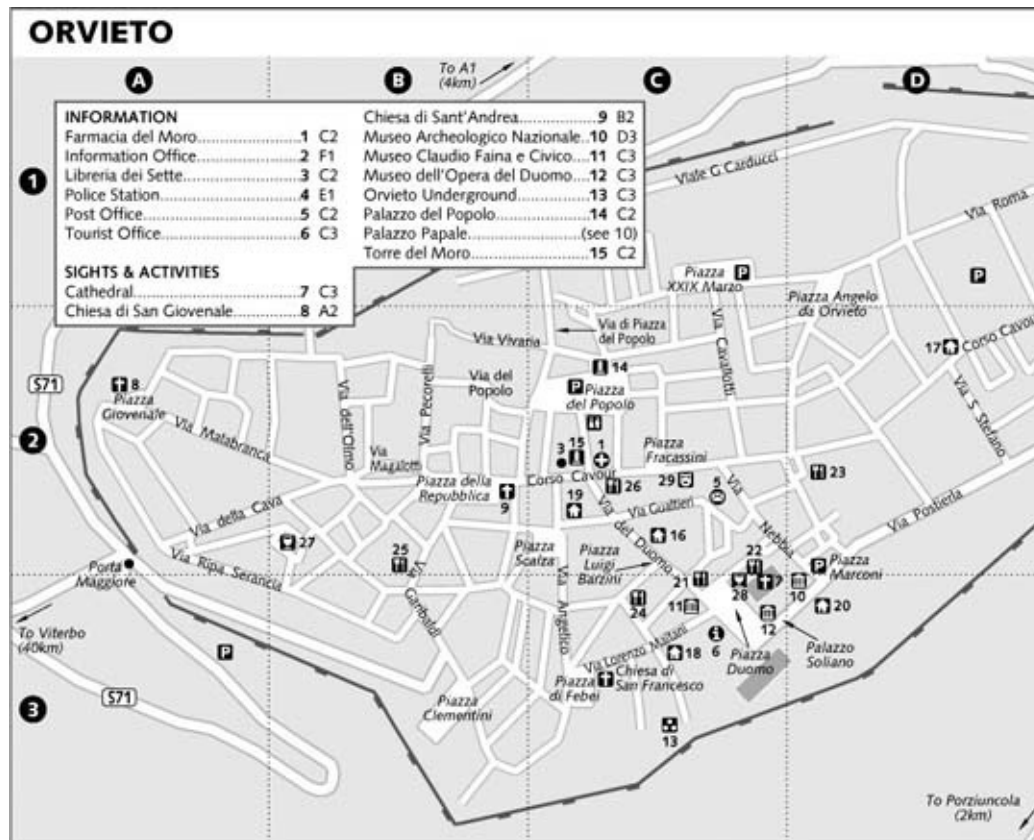 ORVIETO
A
B
C
D
To A1
(4km)
INFORMATION
Farmacia del Moro 1 C2
Information Office 2 F1
Libreria dei Sette 3 C2
Police Station 4 E1
Post Office 5 C2
Tourist Office 6 C3
SIGHTS & ACTIVITIES
Cathedral 7 C3
Chiesa di San Giovenale 8 A2
Chiesa di Sant'Andrea 9 B2
Museo Archeologico Nazionale 10 D3
Museo Claudio Faina e Civico 11 C3
Museo dell'Opera del Duomo 12 C3
Orvieto Underground 13 C3
Palazzo del Popolo 14 C2
Palazzo Papale (see 10)
Torre del Moro 15 C2
1
Viale G Carducci
Via Roma
Piazza
XXIX Marzo
P
P
Piazza Angelo
da Orvieto
Via di Piazza
del Popolo
Via Vivaria
Via Cavallotti
17
Corso Cavour
S71
8
Piazza
Giovenale
14
P
Piazza
del Popolo
Via del
Popolo
Via Pecorelli
Via dell'Olmo
Via S Stefano
2
Via Malabranca
Via
Magalotti
3
15
1
Piazza
Fracassini
Corso Cavour
Piazza della
Repubblica
9
19
26
29
5
23
Via Gualtieri
Via della Cava
Via Nebbia
Via Postierla
27
25
Piazza
Scalza
Via del Duomo
16
Via Ripa Serancia
Porta
Maggiore
Piazza
Luigi
Barzini
22
P
Piazza
Marconi
21
28
7
10
Via Garibaldi
Via Angelico
24
11
12
20
To Viterbo
(40km)
P
Via Lorenzo Maitani
6
Piazza
Duomo
Palazzo
Soliano
18
Chiesa di
San Francesco
Piazza
di Febei
Piazza
Clementini
S71
3
13
To Porziuncola
(2km)